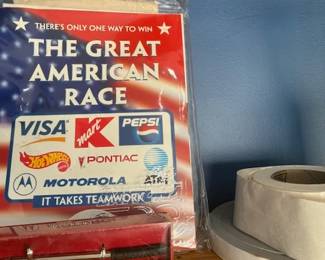 THERE'S ONLY ONE WAY TO WIN
THE GREAT
AMERICAN
RACE
VISA
Kmart
PEPSI
Hot Wheels
PONTIAC
MOTOROLA
AT&T
IT TAKES TEAMWORK